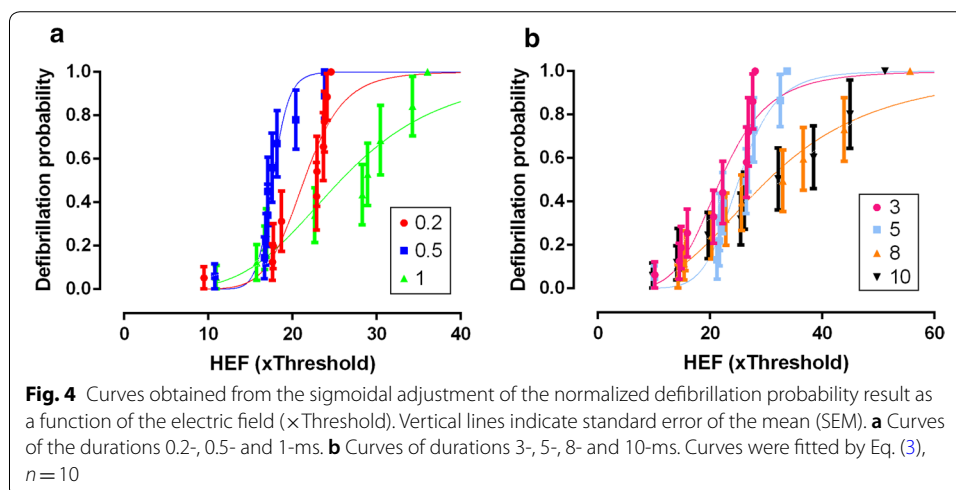 a
Defibrillation probability
1.0
0.8
0.6
0.4
0.2
0.0
0.2
0.5
1
0 10 20 30 40
HEF (xThreshold)
b
Defibrillation probability
1.0
0.8
0.6
0.4
0.2
0.0
3
5
8
10
0 20 40 60
HEF (xThreshold)
Fig. 4 Curves obtained from the sigmoidal adjustment of the normalized defibrillation probability result as
a function of the electric field (× Threshold). Vertical lines indicate standard error of the mean (SEM). a Curves
of the durations 0.2-, 0.5- and 1-ms. b Curves of durations 3-, 5-, 8- and 10-ms. Curves were fitted by Eq. (3),
n = 10